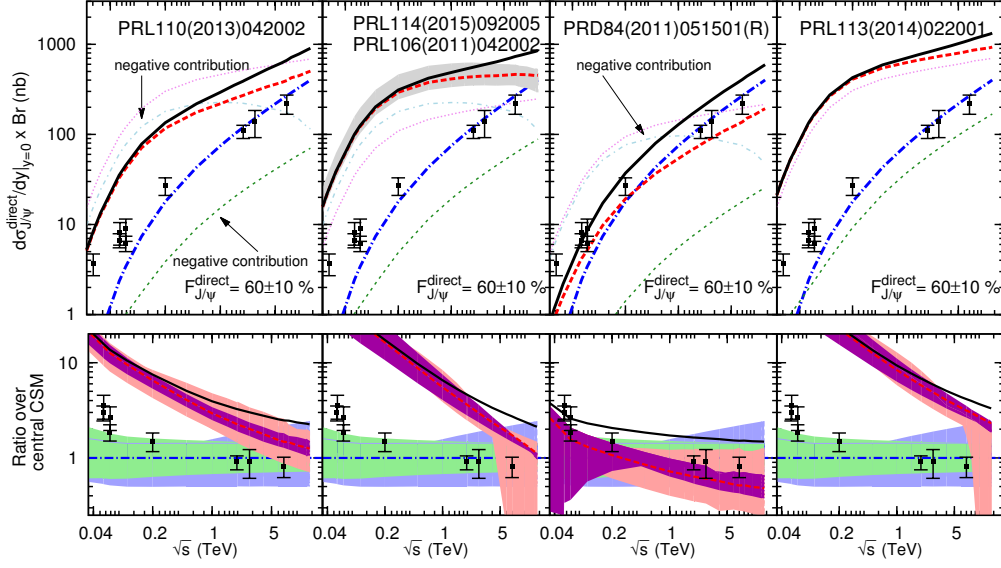 PRL110(2013)042002
PRL114(2015)092005
PRL106(2011)042002
PRD84(2011)051501(R)
PRL113(2014)022001
dσ^direct_J/ψ/dy|y=0 x Br (nb)
1000
100
10
1
negative contribution
negative contribution
negative contribution
F^direct_J/ψ = 60±10 %
F^direct_J/ψ = 60±10 %
F^direct_J/ψ = 60±10 %
F^direct_J/ψ = 60±10 %
Ratio over
central CSM
10
1
0.04 0.2 1 5
0.04 0.2 1 5
0.04 0.2 1 5
0.04 0.2 1 5
√s (TeV)
√s (TeV)
√s (TeV)
√s (TeV)